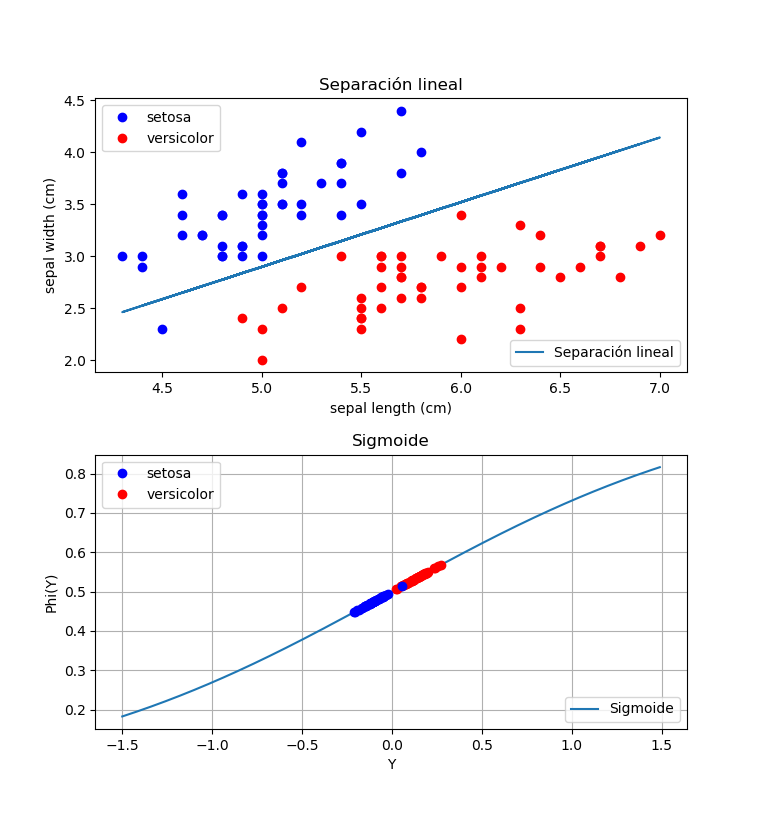 Separación lineal
setosa
versicolor
4.5
4.0
3.5
3.0
2.5
2.0
sepal width (cm)
Separación lineal
4.5
5.0
5.5
6.0
6.5
7.0
sepal length (cm)
Sigmoide
setosa
versicolor
0.8
0.7
0.6
0.5
0.4
0.3
0.2
Phi(Y)
Sigmoide
−1.5
−1.0
−0.5
0.0
0.5
1.0
1.5
Y